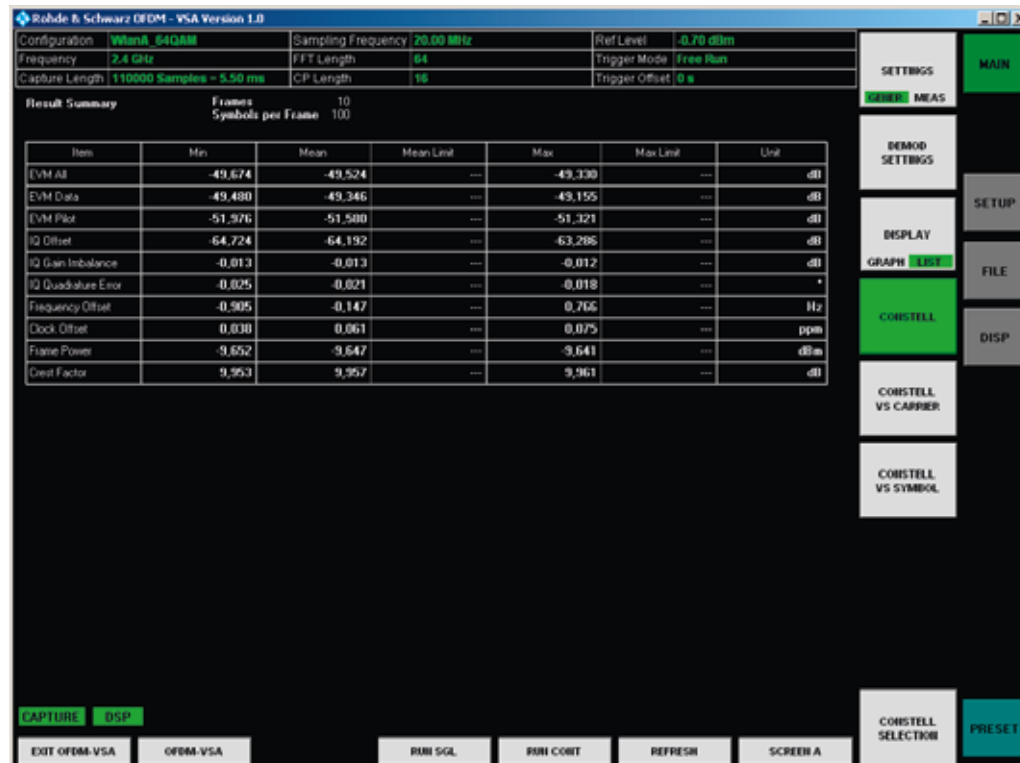 Rohde & Schwarz OFDM - VSA Version 1.0
Configuration WlanA_64QAM Sampling Frequency 20.00 MHz Ref Level -0.70 dBm
Frequency 2.4 GHz FFT Length 64 Trigger Mode Free Run
Capture Length 110000 Samples = 5.50 ms CP Length 16 Trigger Offset 0 s
Result Summary Frames 10
Symbols per Frame 100
Item Min Mean Mean Limit Max Max Limit Unit
EVM All -49,674 -49,524 --- -49,330 --- dB
EVM Data -49,480 -49,346 --- -49,155 --- dB
EVM Pilot -51,976 -51,580 --- -51,321 --- dB
IQ Offset -64,724 -64,192 --- -63,286 --- dB
IQ Gain Imbalance -0,013 -0,013 --- -0,012 --- dB
IQ Quadrature Error -0,025 -0,021 --- -0,018 --- °
Frequency Offset -0,905 -0,147 --- 0,766 --- Hz
Clock Offset 0,038 0,061 --- 0,075 --- ppm
Frame Power -9,652 -9,647 --- -9,641 --- dBm
Crest Factor 9,953 9,957 --- 9,961 --- dB
SETTINGS
GENER MEAS
DEMOD
SETTINGS
DISPLAY
GRAPH LIST
CONSTELL
CONSTELL
VS CARRIER
CONSTELL
VS SYMBOL
CONSTELL
SELECTION
MAIN
SETUP
FILE
DISP
PRESET
CAPTURE DSP
EXIT OFDM-VSA OFDM-VSA RUN SGL RUN CONT REFRESH SCREEN A